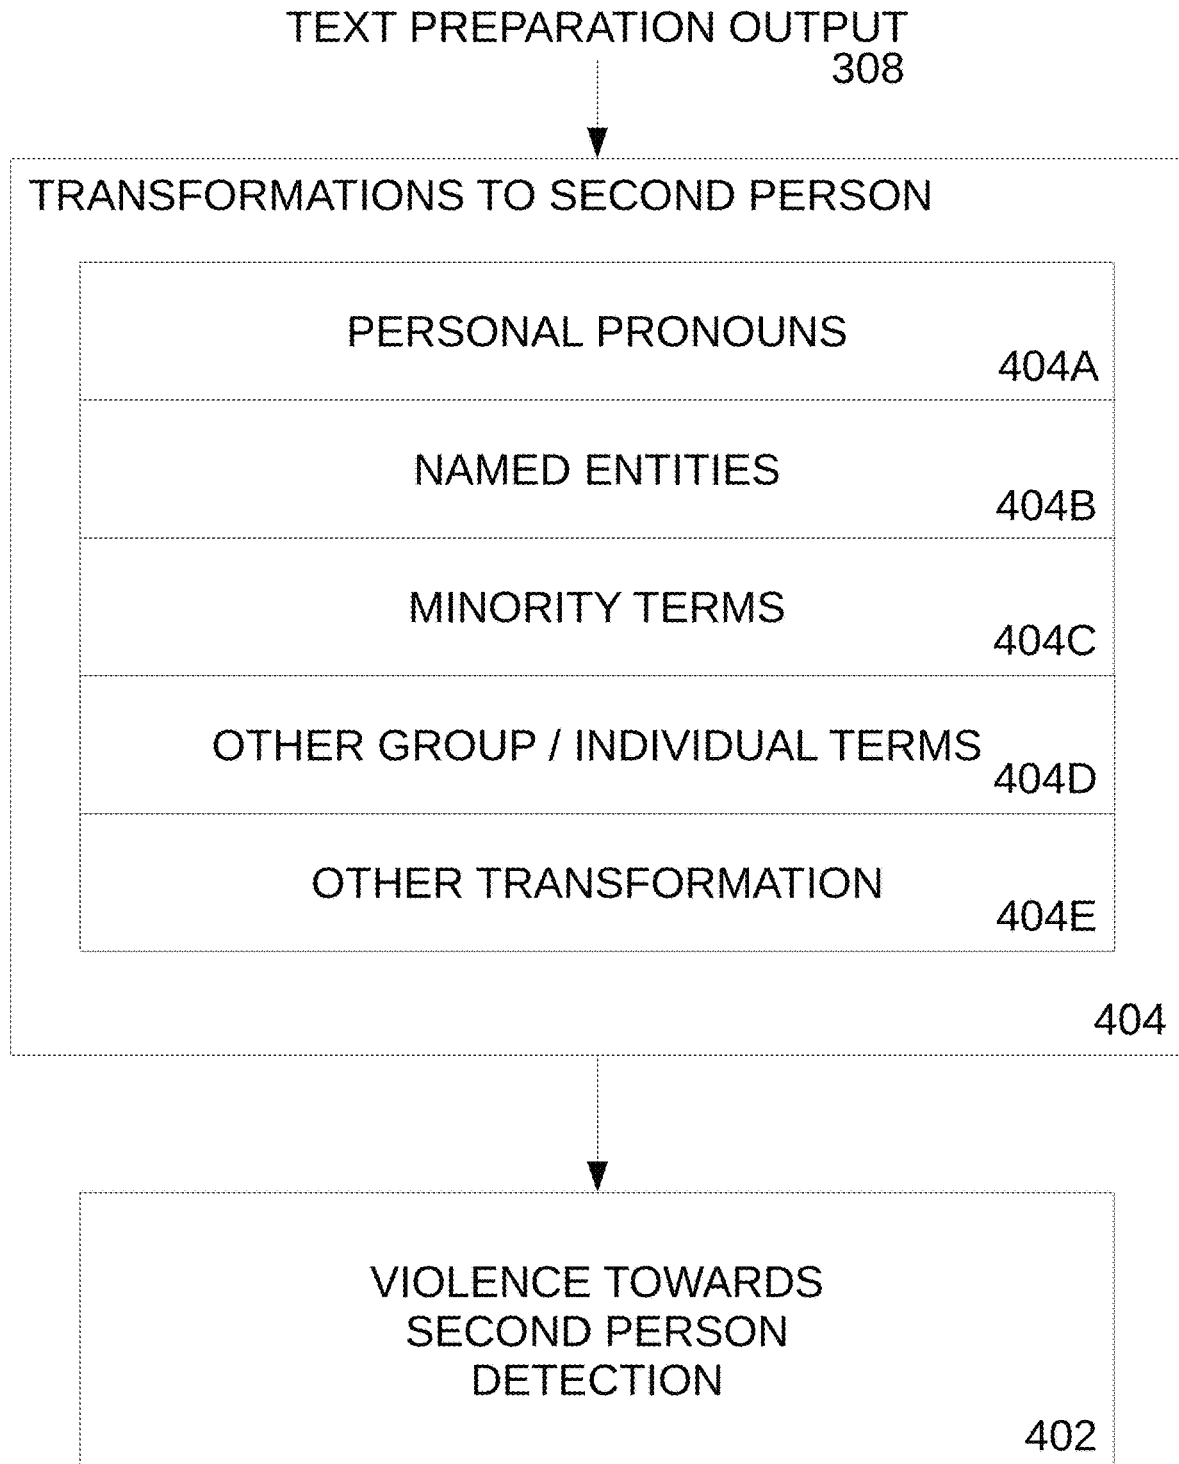 TEXT PREPARATION OUTPUT
308
TRANSFORMATIONS TO SECOND PERSON
PERSONAL PRONOUNS
404A
NAMED ENTITIES
404B
MINORITY TERMS
404C
OTHER GROUP / INDIVIDUAL TERMS
404D
OTHER TRANSFORMATION
404E
404
VIOLENCE TOWARDS
SECOND PERSON
DETECTION
402